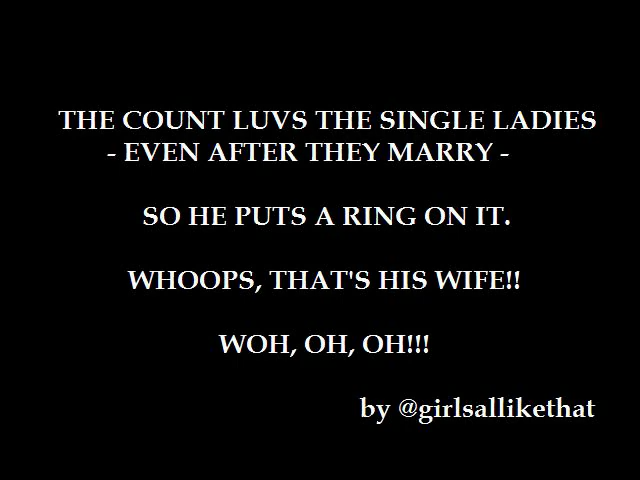 THE COUNT LUVS THE SINGLE LADIES
- EVEN AFTER THEY MARRY -
SO HE PUTS A RING ON IT.
WHOOPS, THAT'S HIS WIFE!!
WOH, OH, OH!!!
by @girlsallikethat